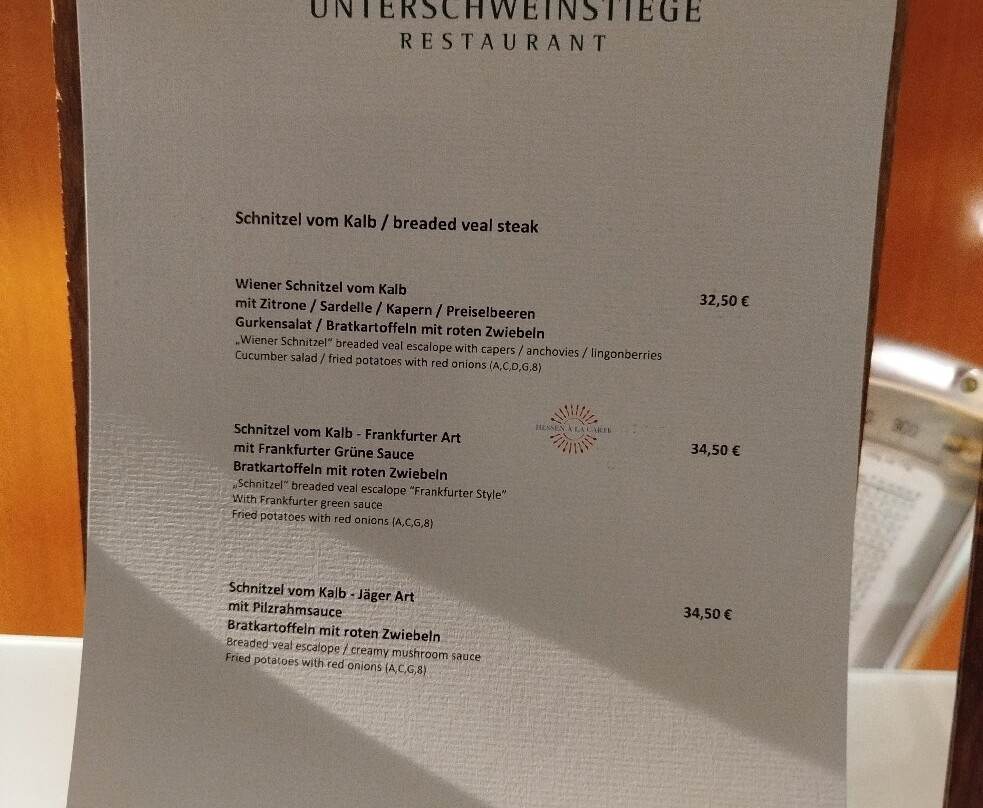 UNTERSCHWEINSTIEGE
RESTAURANT
Schnitzel vom Kalb / breaded veal steak
Wiener Schnitzel vom Kalb
mit Zitrone / Sardelle / Kapern / Preiselbeeren
Gurkensalat / Bratkartoffeln mit roten Zwiebeln
32,50 €
„Wiener Schnitzel“ breaded veal escalope with capers / anchovies / lingonberries
Cucumber salad / fried potatoes with red onions (A,C,D,G,8)
HESSEN À LA CARTE
Schnitzel vom Kalb - Frankfurter Art
mit Frankfurter Grüne Sauce
Bratkartoffeln mit roten Zwiebeln
34,50 €
„Schnitzel“ breaded veal escalope “Frankfurter Style”
With Frankfurter green sauce
Fried potatoes with red onions (A,C,G,8)
Schnitzel vom Kalb - Jäger Art
mit Pilzrahmsauce
Bratkartoffeln mit roten Zwiebeln
34,50 €
Breaded veal escalope / creamy mushroom sauce
Fried potatoes with red onions (A,C,G,8)